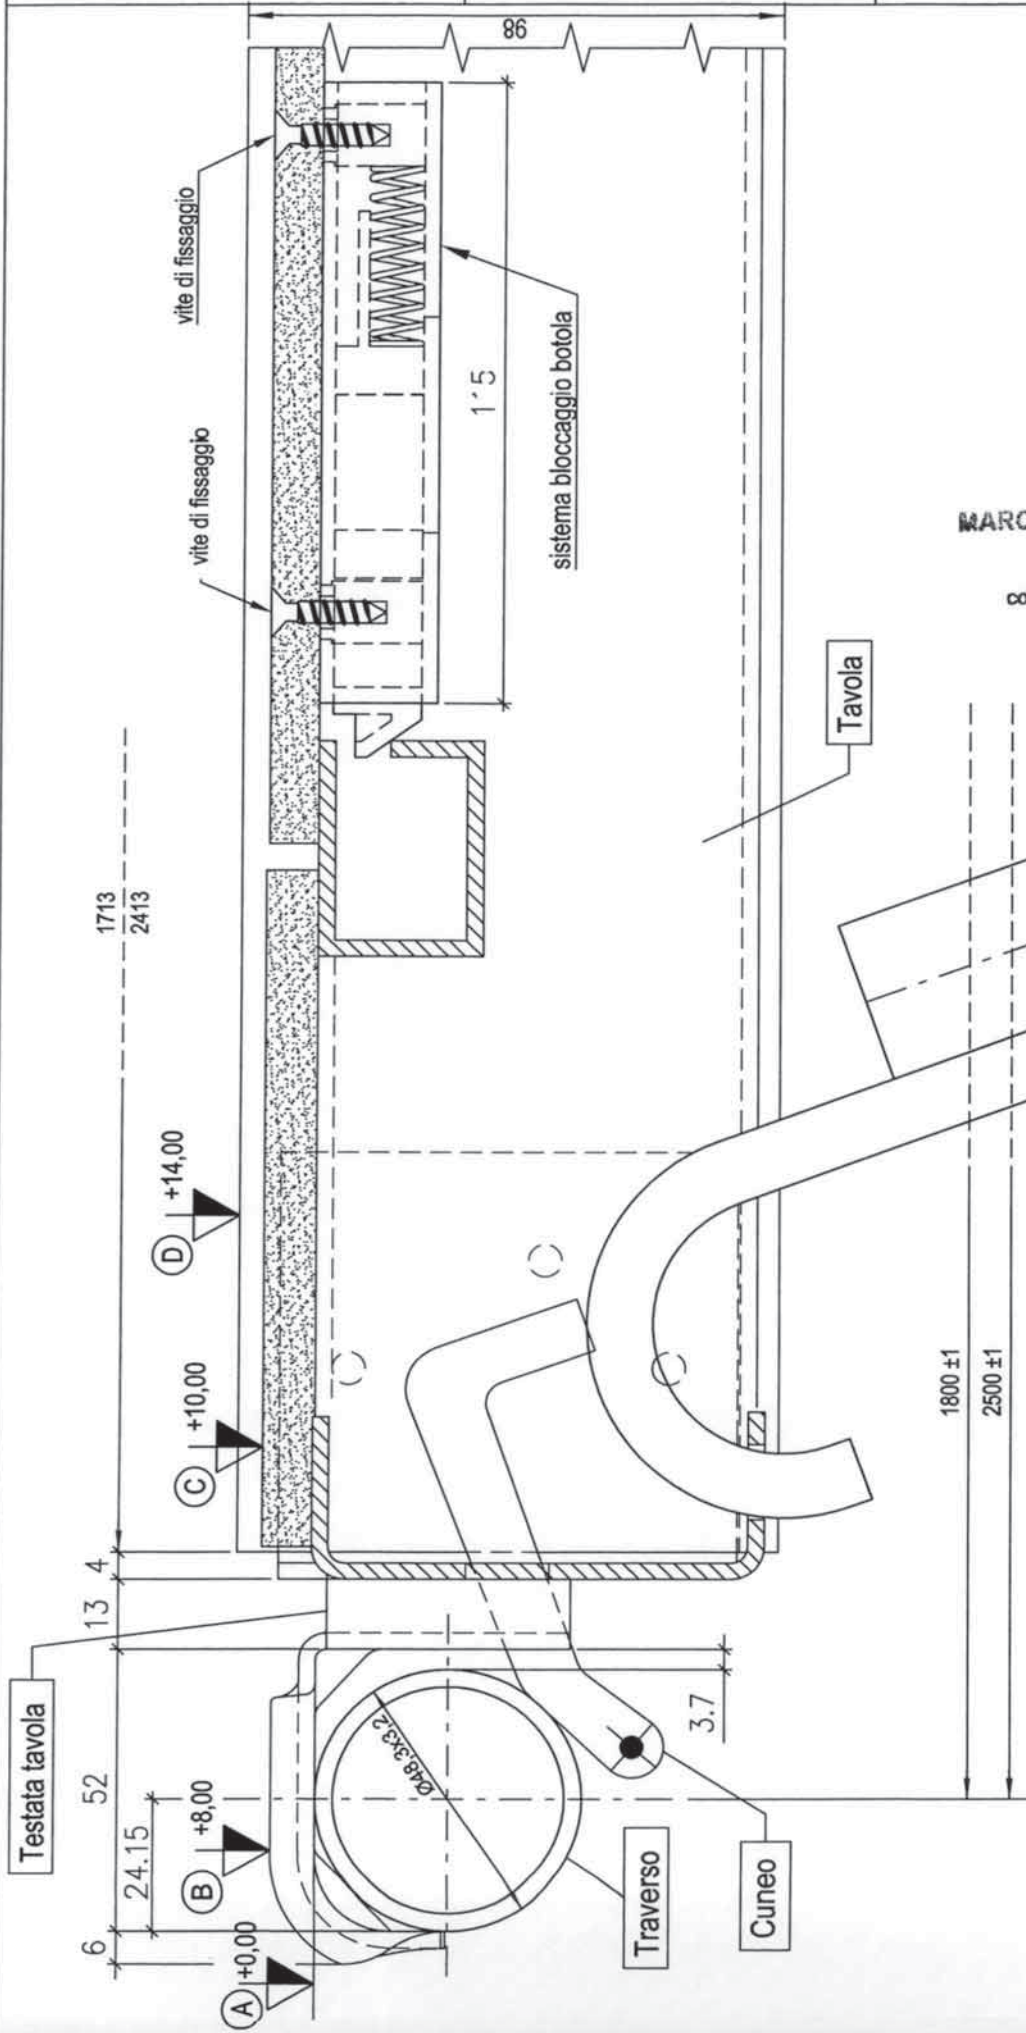 98
vite di fissaggio
vite di fissaggio
1'5
sistema bloccaggio botola
1713
2413
D +14,00
C +10,00
Tavola
4
13
52
24.15
6
Testata tavola
B +8,00
A +0,00
Ø48,3x3,2
3.7
Traverso
Cuneo
1800 ±1
2500 ±1
MARC